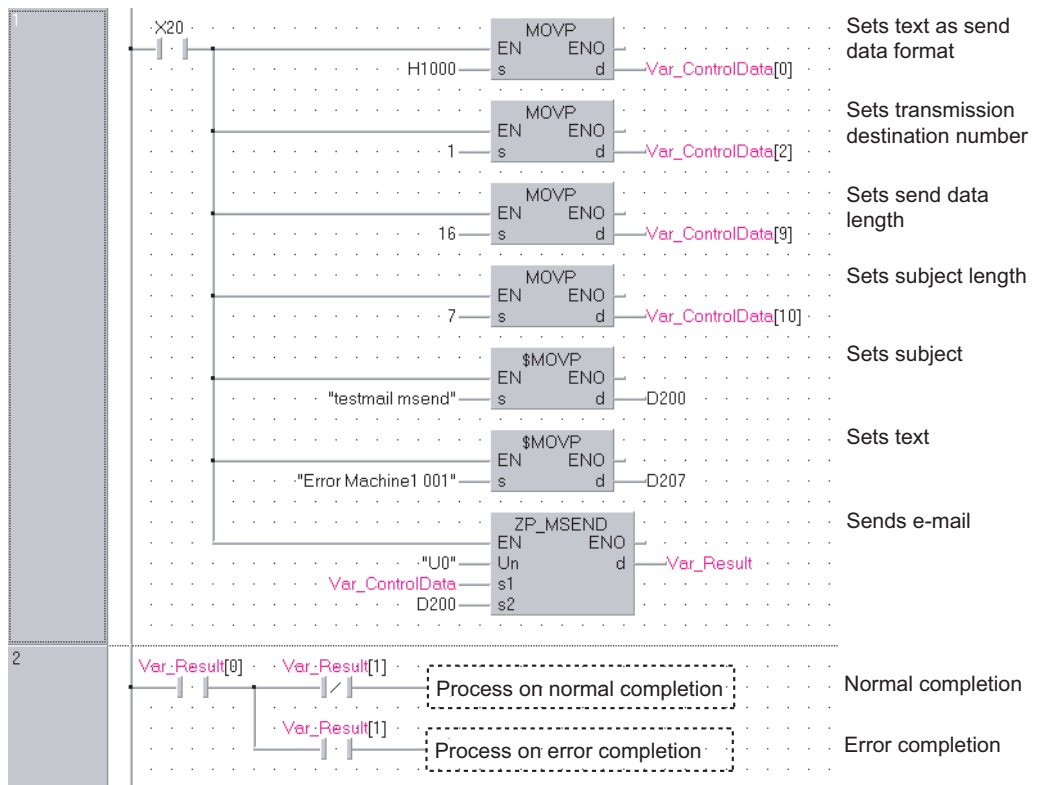 1
X20
MOVP
EN ENO
H1000 s d Var_ControlData[0]
Sets text as send
data format
MOVP
EN ENO
1 s d Var_ControlData[2]
Sets transmission
destination number
MOVP
EN ENO
16 s d Var_ControlData[9]
Sets send data
length
MOVP
EN ENO
7 s d Var_ControlData[10]
Sets subject length
$MOVP
EN ENO
"testmail msend" s d D200
Sets subject
$MOVP
EN ENO
"Error Machine1 001" s d D207
Sets text
ZP_MSEND
EN ENO
"U0" Un d Var_Result
Var_ControlData s1
D200 s2
Sends e-mail
2
Var_Result[0] Var_Result[1]
Process on normal completion
Normal completion
Var_Result[1]
Process on error completion
Error completion